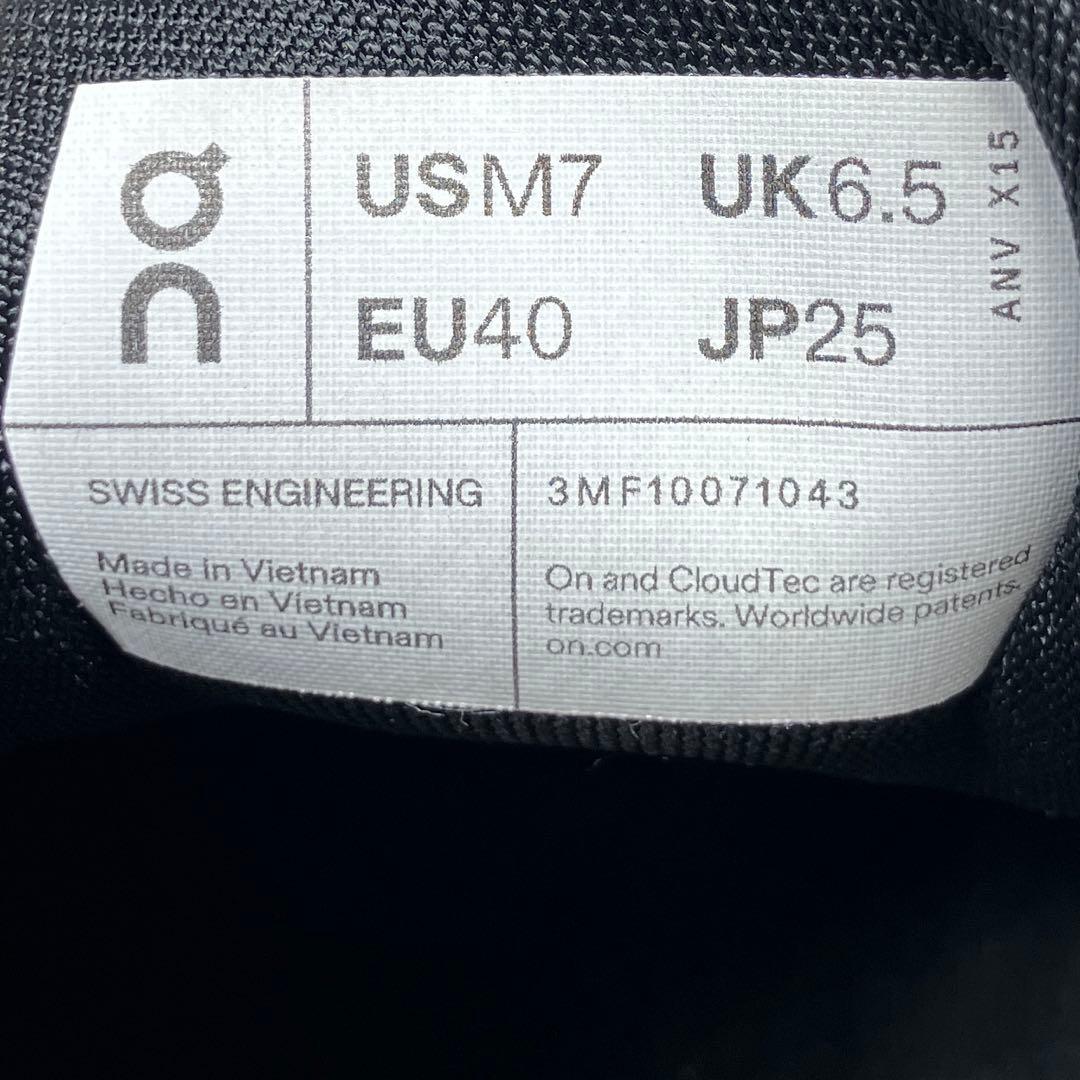 On
USM7 UK6.5
EU40 JP25
ANV X15
SWISS ENGINEERING
Made in Vietnam
Hecho en Vietnam
Fabriqué au Vietnam
3MF10071043
On and CloudTec are registered
trademarks. Worldwide patents.
on.com